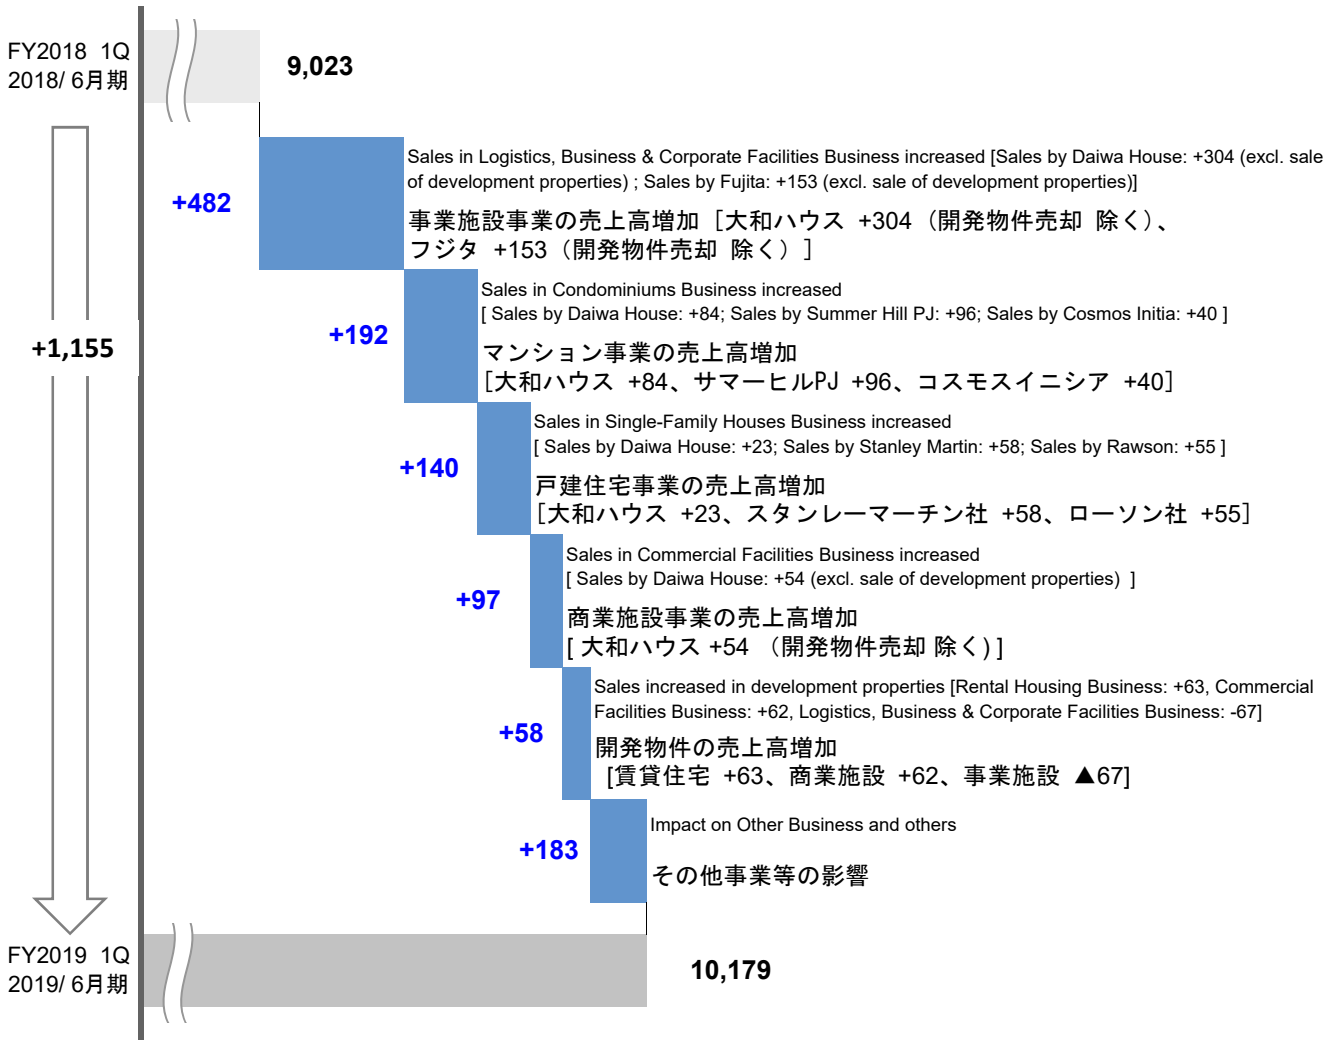 FY2018 1Q
2018/ 6月期
9,023
+1,155
+482
Sales in Logistics, Business & Corporate Facilities Business increased [Sales by Daiwa House: +304 (excl. sale
of development properties) ; Sales by Fujita: +153 (excl. sale of development properties)]
事業施設事業の売上高増加［大和ハウス +304（開発物件売却 除く）、
フジタ +153（開発物件売却 除く）］
+192
Sales in Condominiums Business increased
[ Sales by Daiwa House: +84; Sales by Summer Hill PJ: +96; Sales by Cosmos Initia: +40 ]
マンション事業の売上高増加
［大和ハウス +84、サマーヒルPJ +96、コスモスイニシア +40］
+140
Sales in Single-Family Houses Business increased
[ Sales by Daiwa House: +23; Sales by Stanley Martin: +58; Sales by Rawson: +55 ]
戸建住宅事業の売上高増加
［大和ハウス +23、スタンレーマーチン社 +58、ローソン社 +55］
+97
Sales in Commercial Facilities Business increased
[ Sales by Daiwa House: +54 (excl. sale of development properties) ]
商業施設事業の売上高増加
[ 大和ハウス +54 （開発物件売却 除く) ]
+58
Sales increased in development properties [Rental Housing Business: +63, Commercial
Facilities Business: +62, Logistics, Business & Corporate Facilities Business: -67]
開発物件の売上高増加
[賃貸住宅 +63、商業施設 +62、事業施設 ▲67]
+183
Impact on Other Business and others
その他事業等の影響
FY2019 1Q
2019/ 6月期
10,179